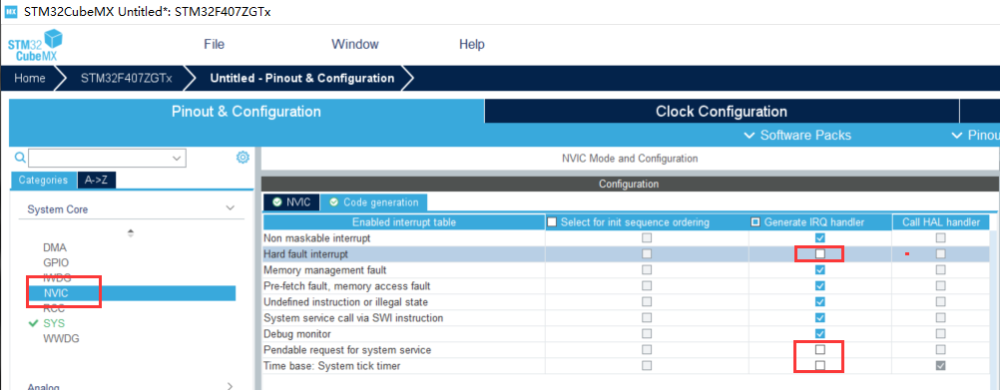 MX STM32CubeMX Untitled*: STM32F407ZGTx
STM32 CubeMX File Window Help
Home STM32F407ZGTx Untitled - Pinout & Configuration
Pinout & Configuration Clock Configuration
Software Packs Pinou
NVIC Mode and Configuration
Categories A->Z Configuration
NVIC Code generation
System Core Enabled interrupt table Select for init sequence ordering Generate IRQ handler Call HAL handler
Non maskable interrupt
DMA Hard fault interrupt
GPIO Memory management fault
IWDG Pre-fetch fault, memory access fault
NVIC Undefined instruction or illegal state
RCC System service call via SWI instruction
SYS Debug monitor
WWDG Pendable request for system service
Time base: System tick timer
Analog